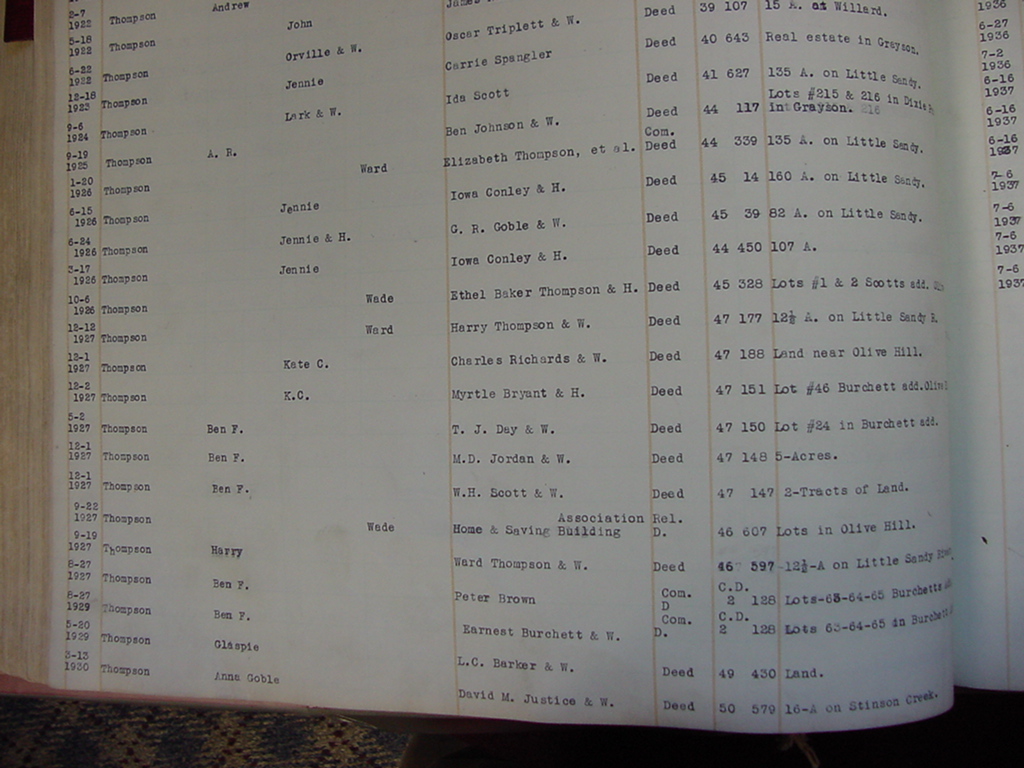 2-7
1922 Thompson Andrew
5-18
1922 Thompson John James
6-22
1922 Thompson Orville & W. Oscar Triplett & W. Deed 39 107 15 A. at Willard.
12-18
1923 Thompson Jennie Carrie Spangler Deed 40 643 Real estate in Grayson.
9-6
1924 Thompson Lark & W. Ida Scott Deed 41 627 135 A. on Little Sandy.
9-19 Lots #215 & 216 in Dixie
1925 Thompson A. R. Ben Johnson & W. Deed 44 117 in Grayson. 216
1-20 Com.
1926 Thompson Ward Elizabeth Thompson, et al. Deed 44 339 135 A. on Little Sandy.
6-15
1926 Thompson Jennie Iowa Conley & H. Deed 45 14 160 A. on Little Sandy.
6-24
1926 Thompson Jennie & H. G. R. Goble & W. Deed 45 39 82 A. on Little Sandy.
3-17
1926 Thompson Jennie Iowa Conley & H. Deed 44 450 107 A.
10-6
1926 Thompson Wade Ethel Baker Thompson & H. Deed 45 328 Lots #1 & 2 Scotts add.
12-12
1927 Thompson Ward Harry Thompson & W. Deed 47 177 12½ A. on Little Sandy R.
12-1
1927 Thompson Kate C. Charles Richards & W. Deed 47 188 Land near Olive Hill.
12-2
1927 Thompson K.C. Myrtle Bryant & H. Deed 47 151 Lot #46 Burchett add.Olive
5-2
1927 Thompson Ben F. T. J. Day & W. Deed 47 150 Lot #24 in Burchett add.
12-1
1927 Thompson Ben F. M.D. Jordan & W. Deed 47 148 5-Acres.
12-1
1927 Thompson Ben F. W.H. Scott & W. Deed 47 147 2-Tracts of Land.
9-22 Association Rel.
1927 Thompson Wade Home & Saving Building D. 46 607 Lots in Olive Hill.
9-19
1927 Thompson Harry Ward Thompson & W. Deed 46 597 12½-A on Little Sandy River
8-27 Com. C.D.
1927 Thompson Ben F. Peter Brown D 2 128 Lots-63-64-65 Burchetts
8-27 Com. C.D.
1929 Thompson Ben F. Earnest Burchett & W. D. 2 128 Lots 63-64-65 in Burchett
5-20
1929 Thompson Glaspie L.C. Barker & W. Deed 49 430 Land.
3-13
1930 Thompson Anna Goble David M. Justice & W. Deed 50 579 16-A on Stinson Creek.
1936
6-27
1936
7-2
1936
6-16
1937
6-16
1937
6-16
1937
7-6
1937
7-6
1937
7-6
1937
7-6
1937